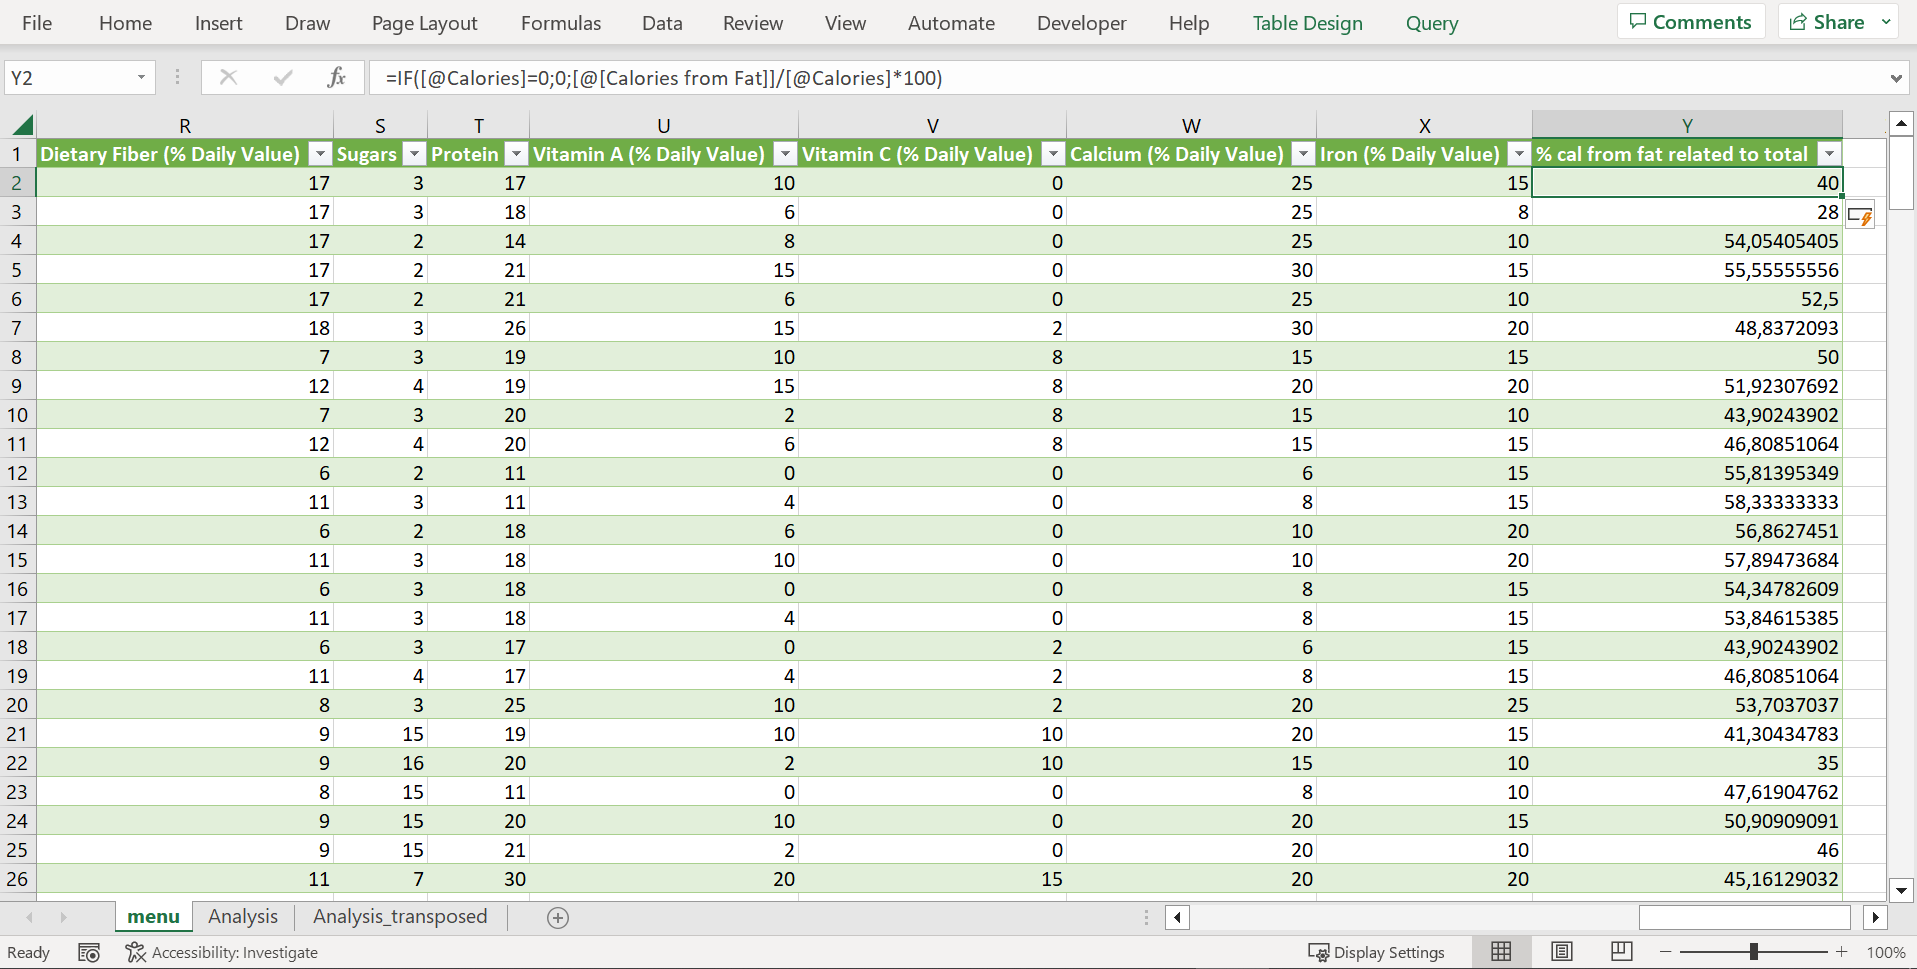 File Home Insert Draw Page Layout Formulas Data Review View Automate Developer Help Table Design Query Comments Share
Y2 fx =IF([@Calories]=0;0;[@[Calories from Fat]]/[@Calories]*100)
R S T U V W X Y
1 Dietary Fiber (% Daily Value) Sugars Protein Vitamin A (% Daily Value) Vitamin C (% Daily Value) Calcium (% Daily Value) Iron (% Daily Value) % cal from fat related to total
2 17 3 17 10 0 25 15 40
3 17 3 18 6 0 25 8 28
4 17 2 14 8 0 25 10 54,05405405
5 17 2 21 15 0 30 15 55,55555556
6 17 2 21 6 0 25 10 52,5
7 18 3 26 15 2 30 20 48,8372093
8 7 3 19 10 8 15 15 50
9 12 4 19 15 8 20 20 51,92307692
10 7 3 20 2 8 15 10 43,90243902
11 12 4 20 6 8 15 15 46,80851064
12 6 2 11 0 0 6 15 55,81395349
13 11 3 11 4 0 8 15 58,33333333
14 6 2 18 6 0 10 20 56,8627451
15 11 3 18 10 0 10 20 57,89473684
16 6 3 18 0 0 8 15 54,34782609
17 11 3 18 4 0 8 15 53,84615385
18 6 3 17 0 2 6 15 43,90243902
19 11 4 17 4 2 8 15 46,80851064
20 8 3 25 10 2 20 25 53,7037037
21 9 15 19 10 10 20 15 41,30434783
22 9 16 20 2 10 15 10 35
23 8 15 11 0 0 8 10 47,61904762
24 9 15 20 10 0 20 15 50,90909091
25 9 15 21 2 0 20 10 46
26 11 7 30 20 15 20 20 45,16129032
menu Analysis Analysis_transposed
Ready Accessibility: Investigate Display Settings 100%